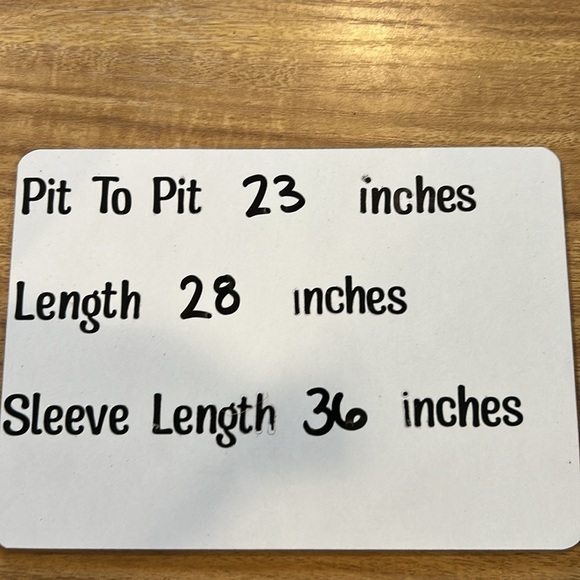 Pit To Pit 23 inches
Length 28 inches
Sleeve Length 36 inches